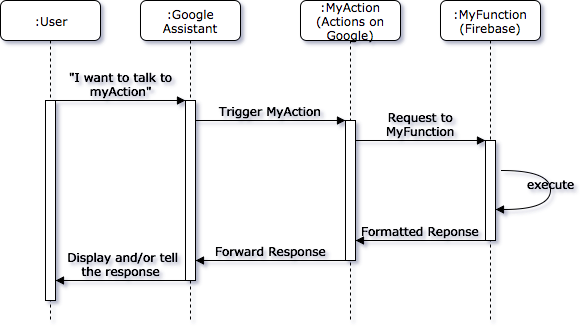 :User
:Google
Assistant
:MyAction
(Actions on
Google)
:MyFunction
(Firebase)
"I want to talk to
myAction"
Trigger MyAction
Request to
MyFunction
execute
Formatted Reponse
Forward Response
Display and/or tell
the response